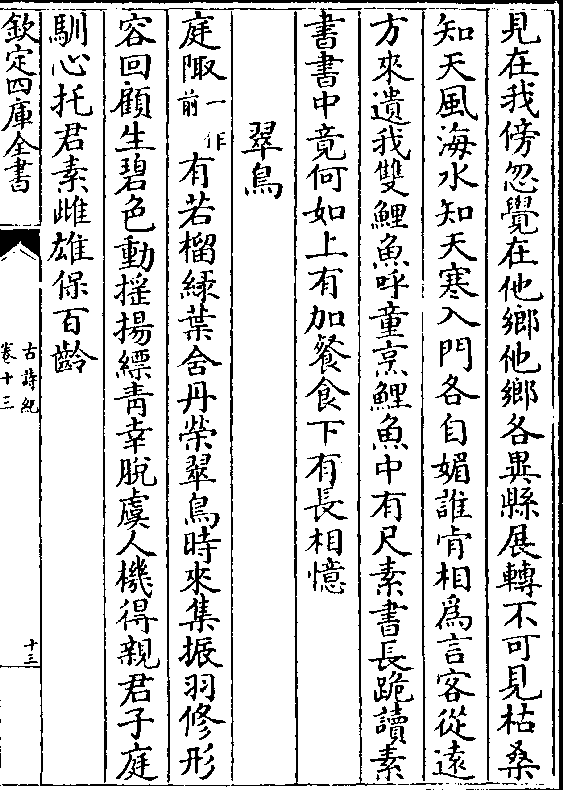 見在我傍忽覺在他鄉他鄉各異縣展轉不可見枯桑
知天風海水知天寒入門各自媚誰肯相爲言客從遠
方來遺我雙鯉魚呼童烹鯉魚中有尺素書長跪讀素
書書中竟何如上有加餐食下有長相憶
翠鳥
庭陬一作前有若榴綠葉含丹榮翠鳥時來集振羽修形
容回顧生碧色動搖揚縹青幸脫虞人機得親君子庭
馴心托君素雌雄保百齡
欽定四庫全書
古詩紀
卷十三
十三